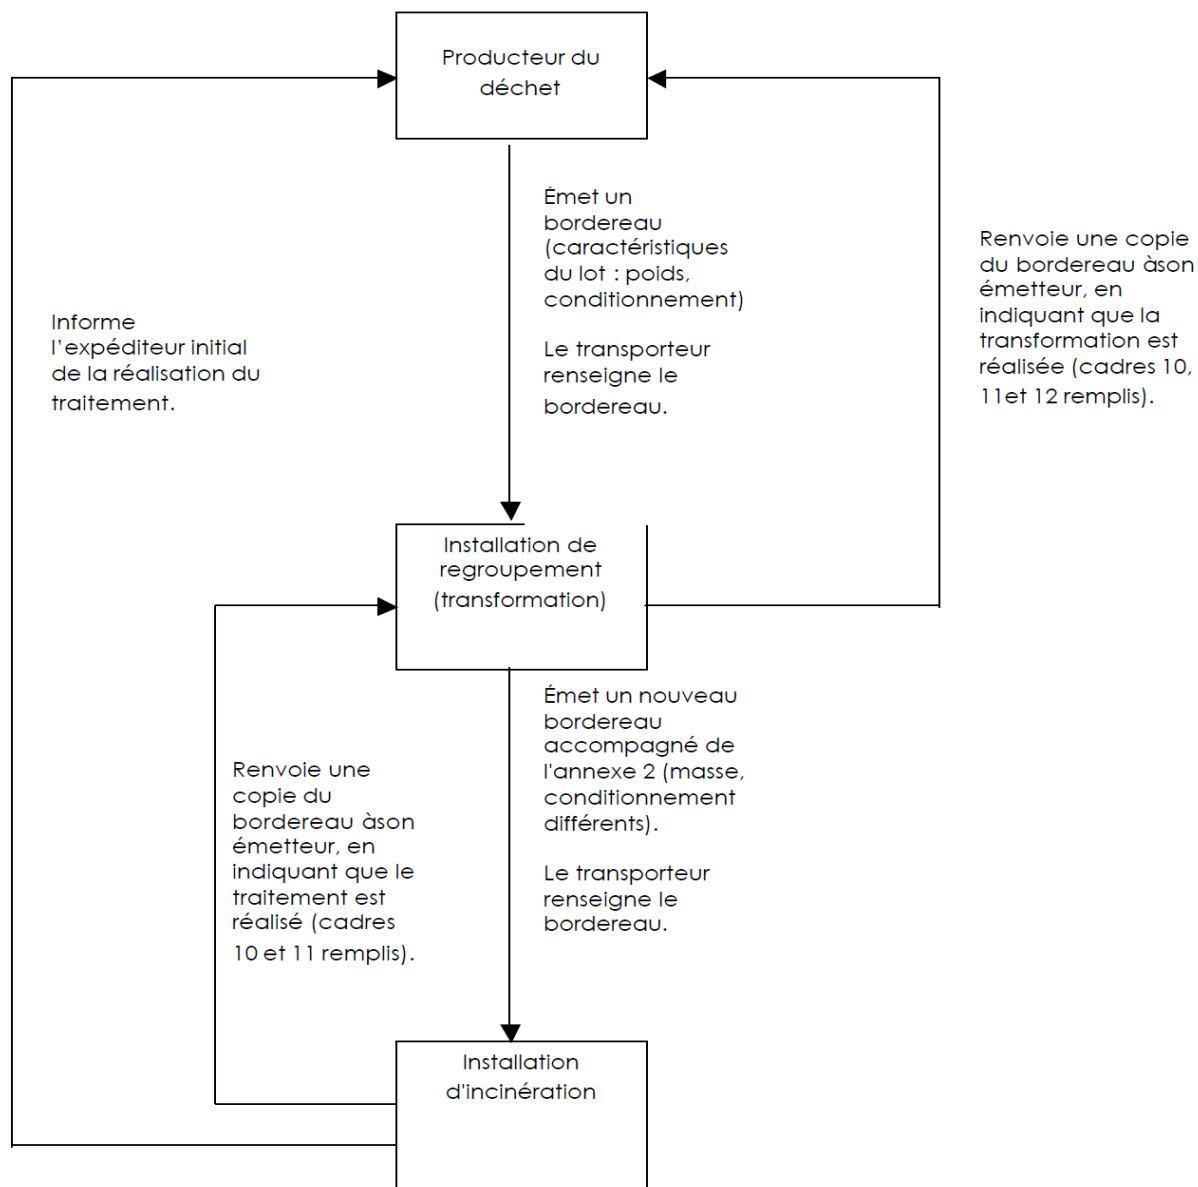 Producteur du
déchet
Émet un
bordereau
(caractéristiques
du lot : poids,
conditionnement)
Le transporteur
renseigne le
bordereau.
Renvoie une copie
du bordereau àson
émetteur, en
indiquant que la
transformation est
réalisée (cadres 10,
11et 12 remplis).
Informe
l'expéditeur initial
de la réalisation du
traitement.
Installation de
regroupement
(transformation)
Émet un nouveau
bordereau
accompagné de
l'annexe 2 (masse,
conditionnement
différents).
Le transporteur
renseigne le
bordereau.
Renvoie une
copie du
bordereau àson
émetteur, en
indiquant que le
traitement est
réalisé (cadres
10 et 11 remplis).
Installation
d'incinération